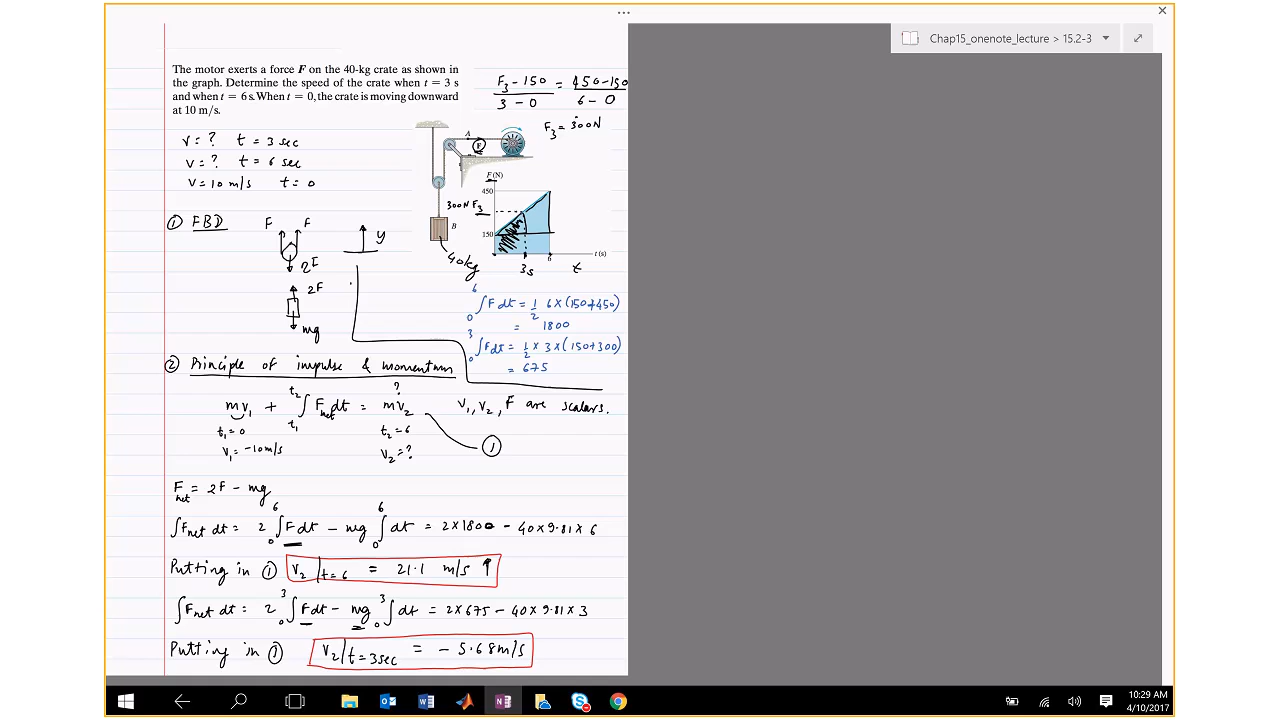 ...
Chap15_onenote_lecture > 15.2-3
The motor exerts a force F on the 40-kg crate as shown in
the graph. Determine the speed of the crate when t = 3 s
and when t = 6 s. When t = 0, the crate is moving downward
at 10 m/s.
F₃ - 150 / 3 - 0 = 450 - 150 / 6 - 0
F₃ = 300N
v = ? t = 3 sec
v = ? t = 6 sec
v = 10 m/s t = 0
A
F
B
40kg
F (N)
450
300N F₃
150
3s
6
t (s)
t
① FBD
F F
y
2F
2F
mg
∫₀⁶ F dt = 1/2 6 x (150+450)
= 1800
∫₀³ F dt = 1/2 x 3 x (150+300)
= 675
② Principle of impulse & momentum
mv₁ + ∫ₜ₁ᵗ² F_net dt = mv₂
?
v₁, v₂, F are scalars.
t₁ = 0
t₂ = 6
v₁ = -10 m/s
v₂ = ?
①
F_net = 2F - mg
∫F_net dt = 2 ∫₀⁶ F dt - mg ∫₀⁶ dt = 2 x 1800 - 40 x 9.81 x 6
Putting in ① v₂|t=6 = 21.1 m/s ↑
∫F_net dt = 2 ∫₀³ F dt - mg ∫₀³ dt = 2 x 675 - 40 x 9.81 x 3
Putting in ① v₂|t=3sec = - 5.68 m/s
10:29 AM
4/10/2017